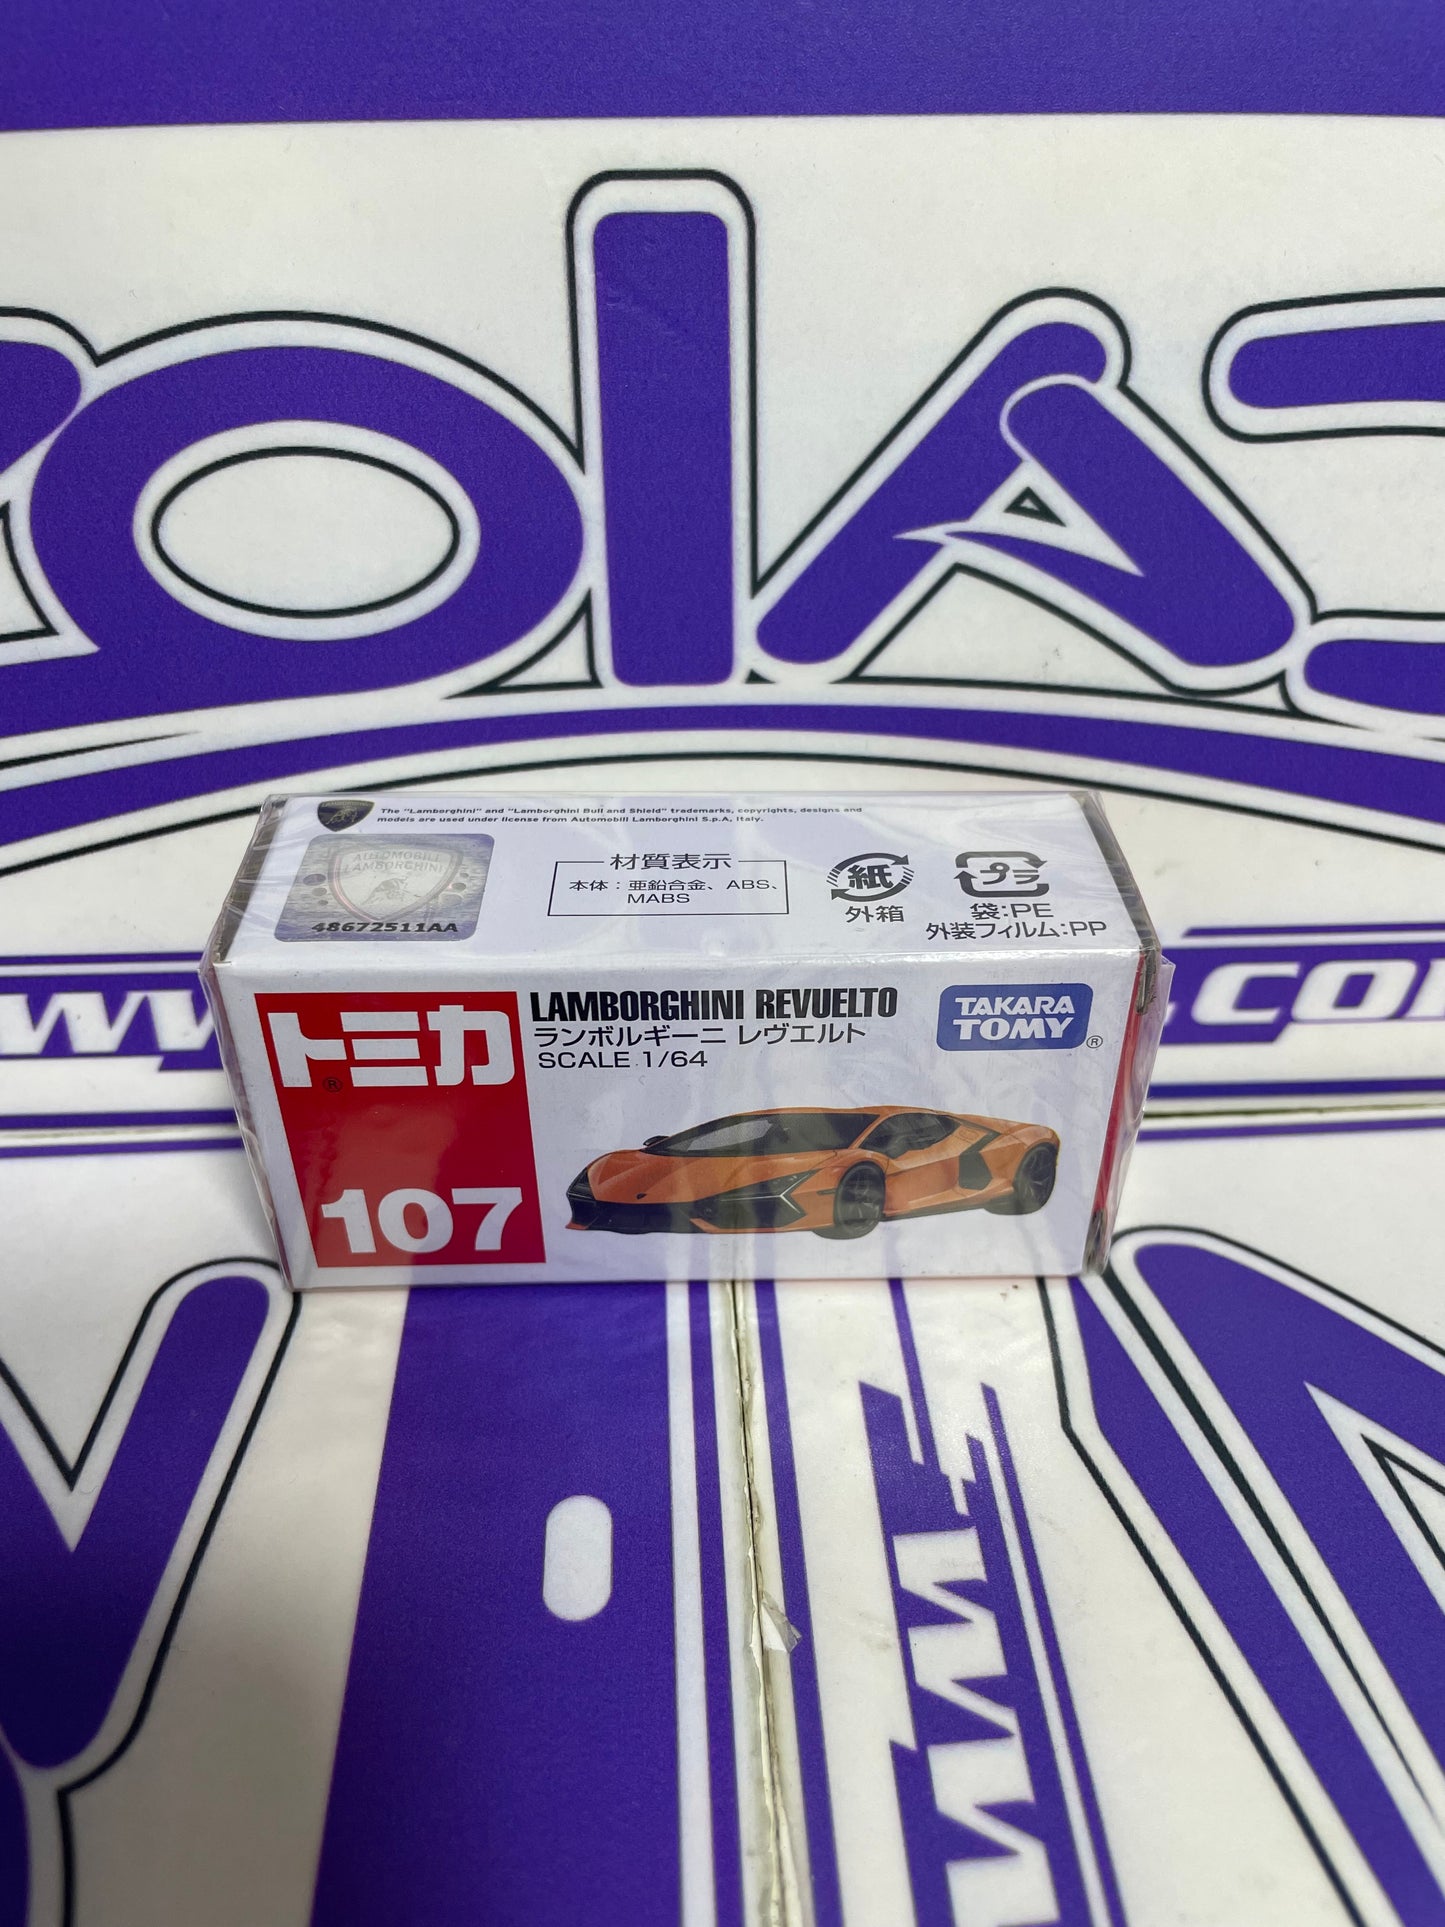 The "Lamborghini" and "Lamborghini Bull and Shield" trademarks, copyrights, designs and
models are used under license from Automobili Lamborghini S.p.A, Italy.
LAMBORGHINI
AUTOMOBILI
LAMBORGHINI
48672511AA
材質表示
本体：亜鉛合金、ABS、
MABS
紙
外箱
プラ
袋:PE
外装フィルム:PP
トミカ®
107
LAMBORGHINI REVUELTO
ランボルギーニ レヴエルト
SCALE 1/64
TAKARA
TOMY®